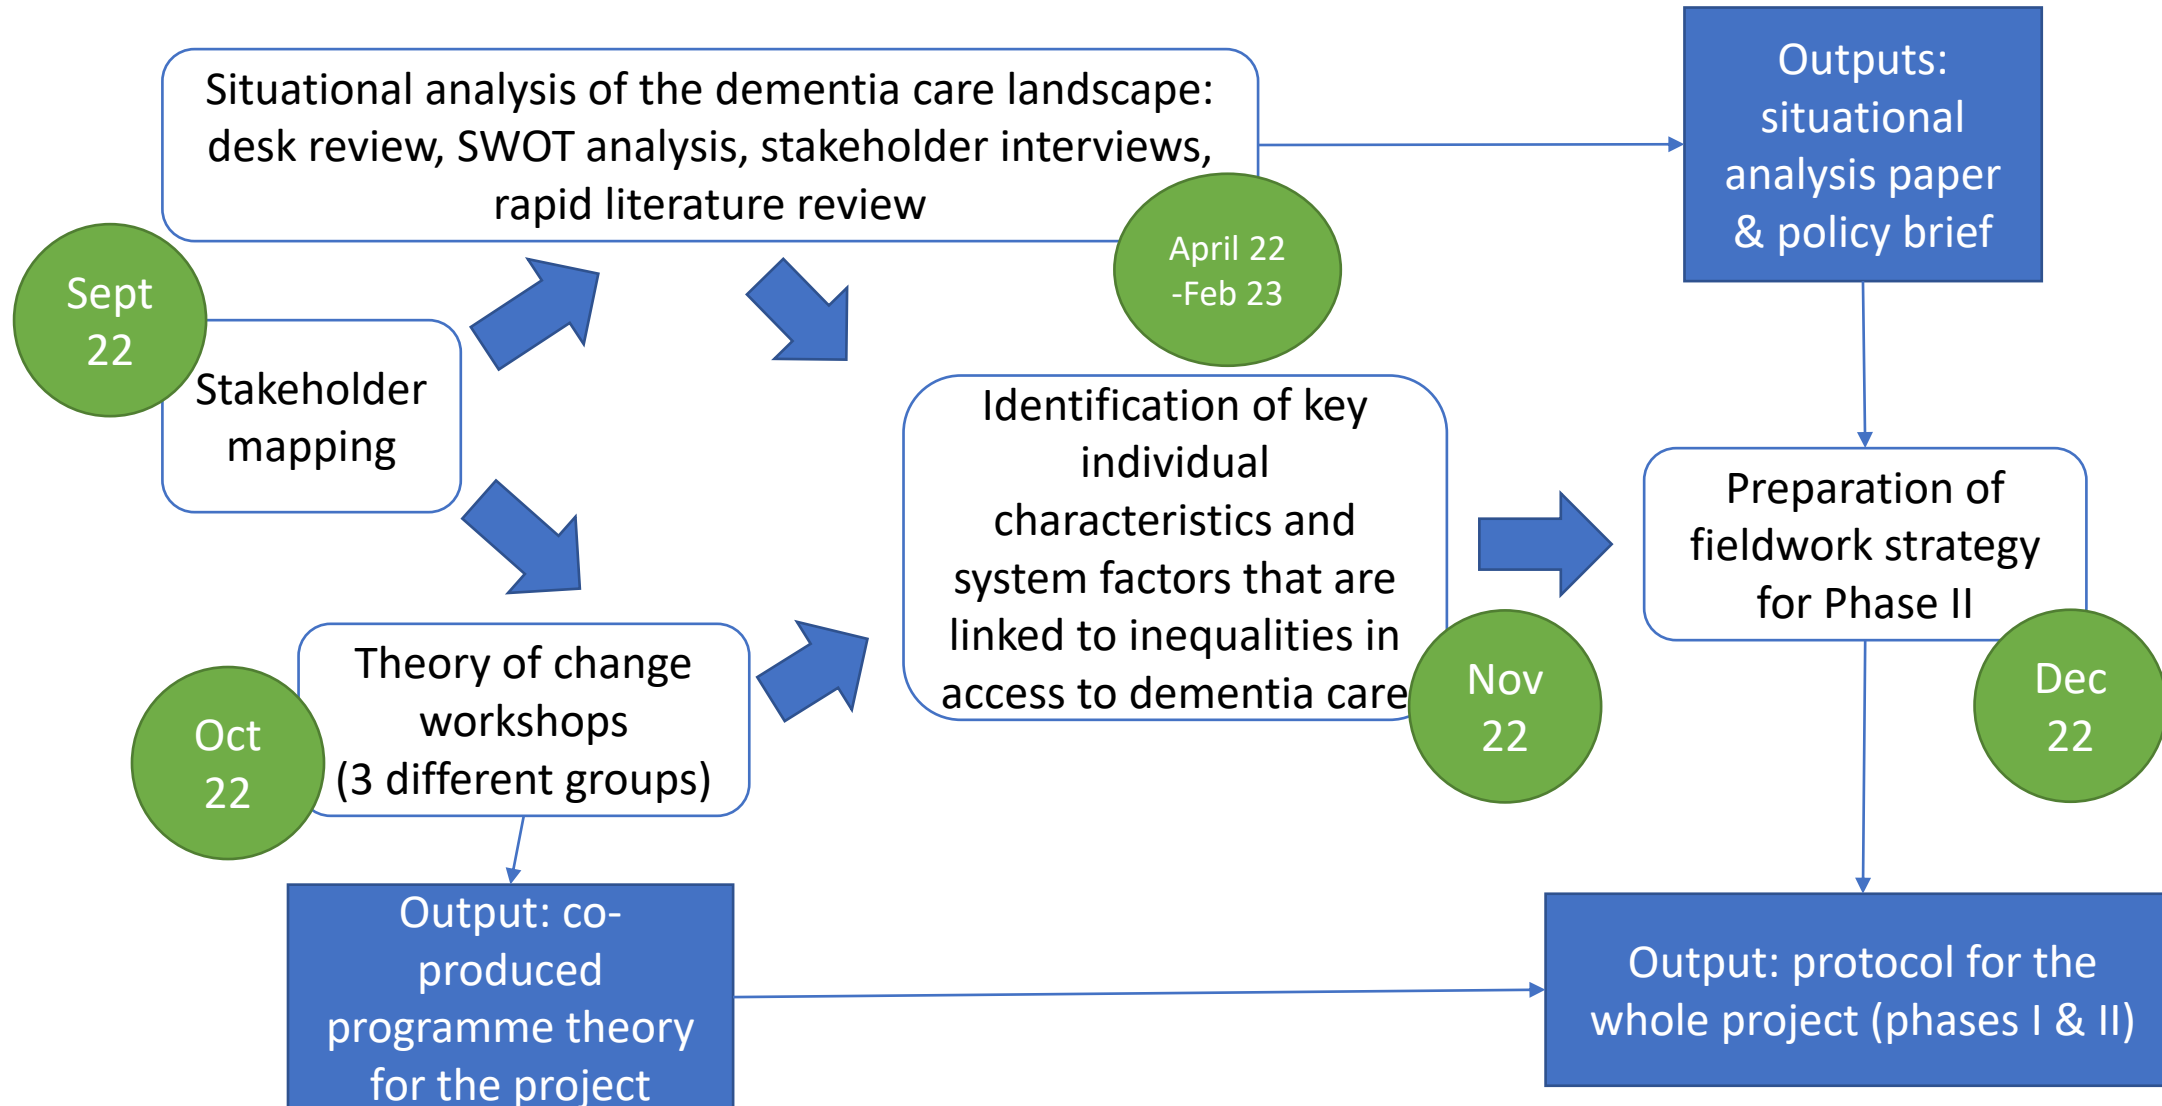 Situational analysis of the dementia care landscape:
desk review, SWOT analysis, stakeholder interviews,
rapid literature review
April 22
-Feb 23
Outputs:
situational
analysis paper
& policy brief
Sept
22
Stakeholder
mapping
Identification of key
individual
characteristics and
system factors that are
linked to inequalities in
access to dementia care
Nov
22
Preparation of
fieldwork strategy
for Phase II
Dec
22
Theory of change
workshops
(3 different groups)
Oct
22
Output: co-
produced
programme theory
for the project
Output: protocol for the
whole project (phases I & II)